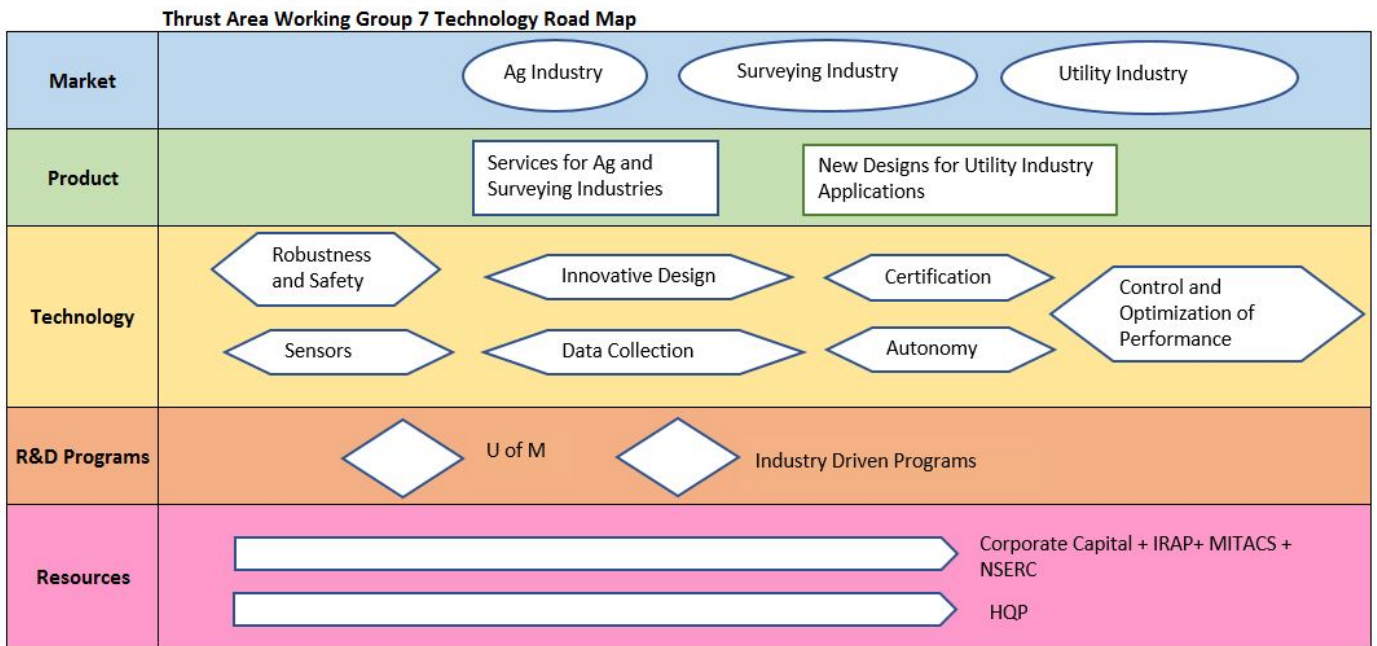 Thrust Area Working Group 7 Technology Road Map
Market
Ag Industry
Surveying Industry
Utility Industry
Product
Services for Ag and
Surveying Industries
New Designs for Utility Industry
Applications
Technology
Robustness
and Safety
Innovative Design
Certification
Control and
Optimization of
Performance
Sensors
Data Collection
Autonomy
R&D Programs
U of M
Industry Driven Programs
Resources
Corporate Capital + IRAP+ MITACS +
NSERC
HQP